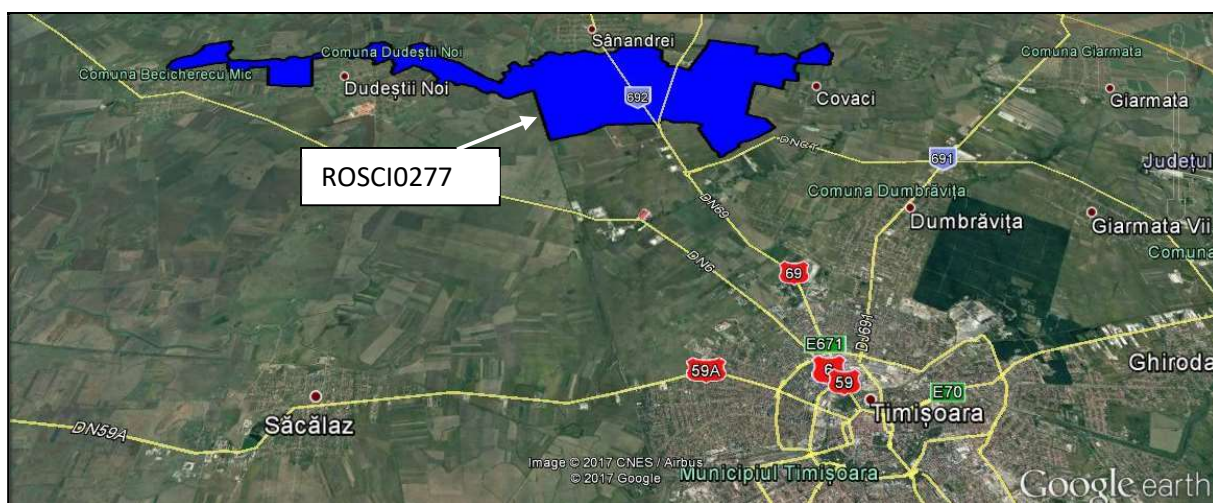 Sânandrei
Comuna Dudeștii Noi
Comuna Giarmata
Comuna Becicherecu Mic
Dudeștii Noi
692
Covaci
Giarmata
ROSCI0277
691
Județul
Comuna Dumbrăvița
Dumbrăvița
Giarmata Vii
DN69
Comuna
DN6
69
DJ691
E671
59A
6
59
E70
Ghiroda
Timișoara
Săcălaz
DN59A
Image © 2017 CNES / Airbus
© 2017 Google
Municipiul Timișoara
Google earth